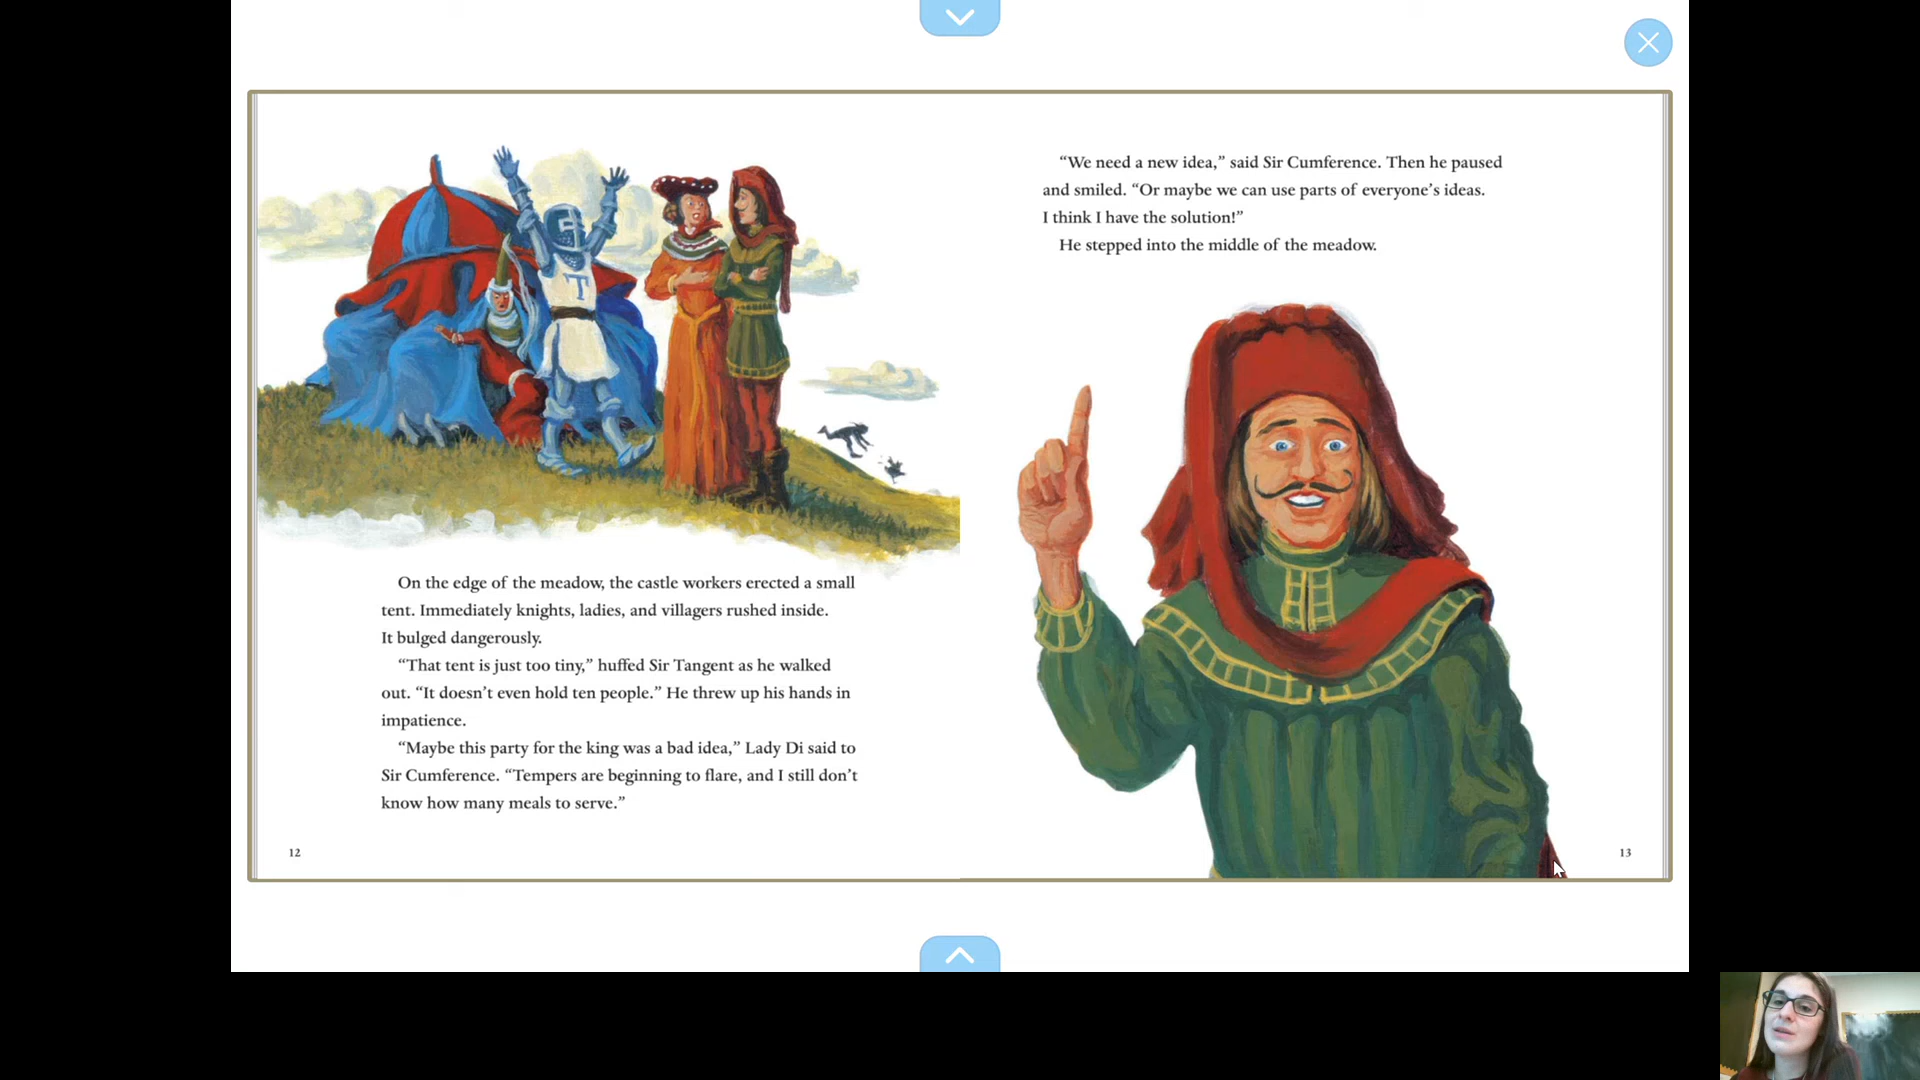 T
On the edge of the meadow, the castle workers erected a small
tent. Immediately knights, ladies, and villagers rushed inside.
It bulged dangerously.
“That tent is just too tiny,” huffed Sir Tangent as he walked
out. “It doesn’t even hold ten people.” He threw up his hands in
impatience.
“Maybe this party for the king was a bad idea,” Lady Di said to
Sir Cumference. “Tempers are beginning to flare, and I still don’t
know how many meals to serve.”
12
“We need a new idea,” said Sir Cumference. Then he paused
and smiled. “Or maybe we can use parts of everyone’s ideas.
I think I have the solution!”
He stepped into the middle of the meadow.
13